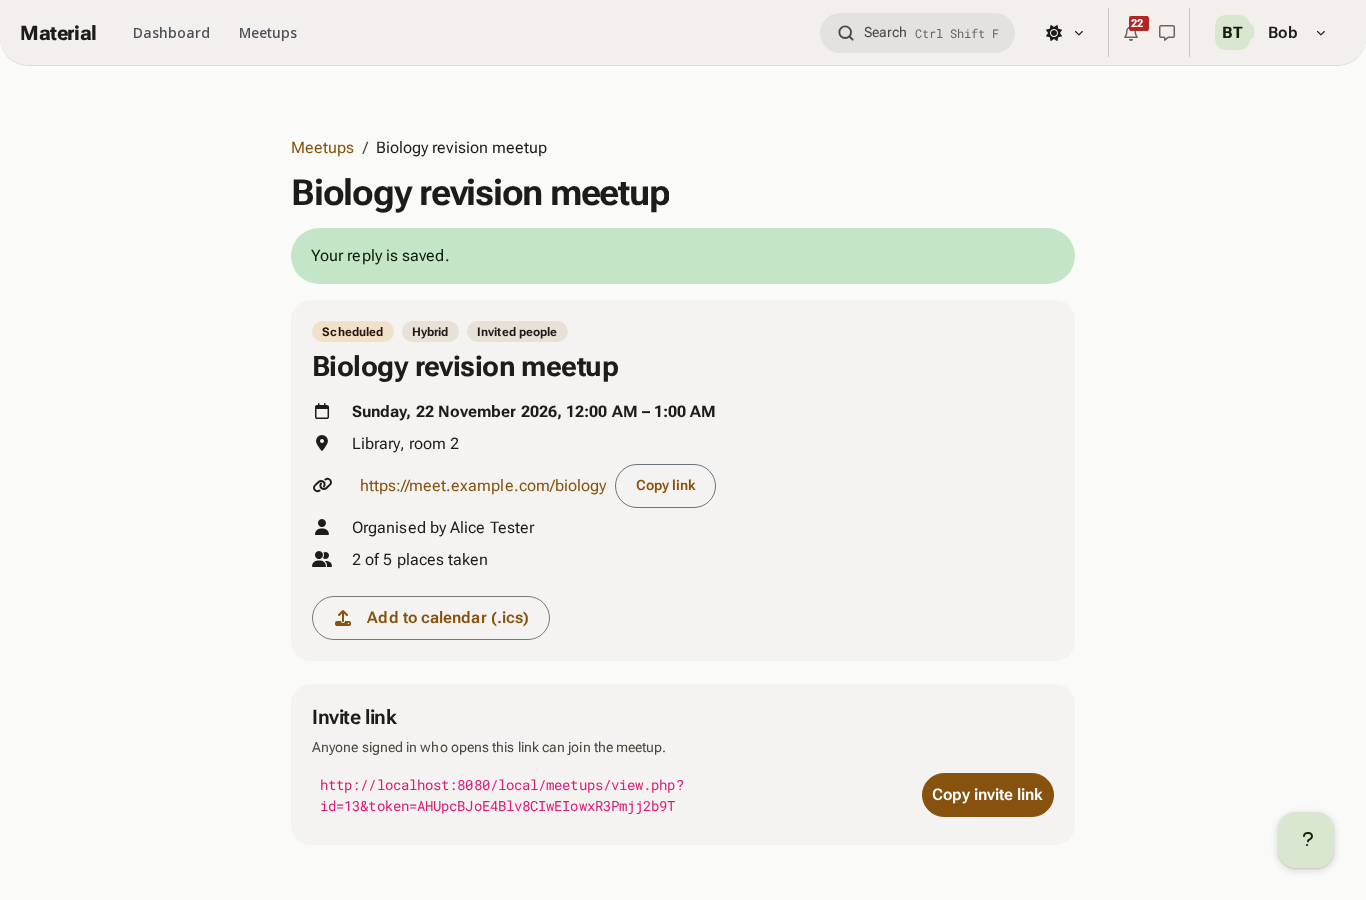 Material
Dashboard
Meetups
Search Ctrl Shift F
22
BT
Bob
Meetups / Biology revision meetup
Biology revision meetup
Your reply is saved.
Scheduled Hybrid Invited people
Biology revision meetup
Sunday, 22 November 2026, 12:00 AM – 1:00 AM
Library, room 2
https://meet.example.com/biology Copy link
Organised by Alice Tester
2 of 5 places taken
Add to calendar (.ics)
Invite link
Anyone signed in who opens this link can join the meetup.
http://localhost:8080/local/meetups/view.php?
id=13&token=AHUpcBJoE4Blv8CIwEIowxR3Pmjj2b9T
Copy invite link
?